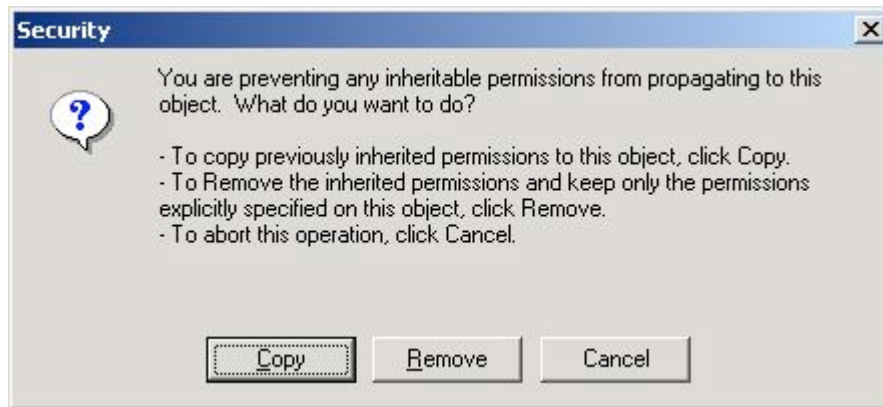 Security
You are preventing any inheritable permissions from propagating to this
object.  What do you want to do?
- To copy previously inherited permissions to this object, click Copy.
- To Remove the inherited permissions and keep only the permissions
explicitly specified on this object, click Remove.
- To abort this operation, click Cancel.
Copy Remove Cancel